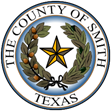 THE COUNTY OF SMITH
TEXAS